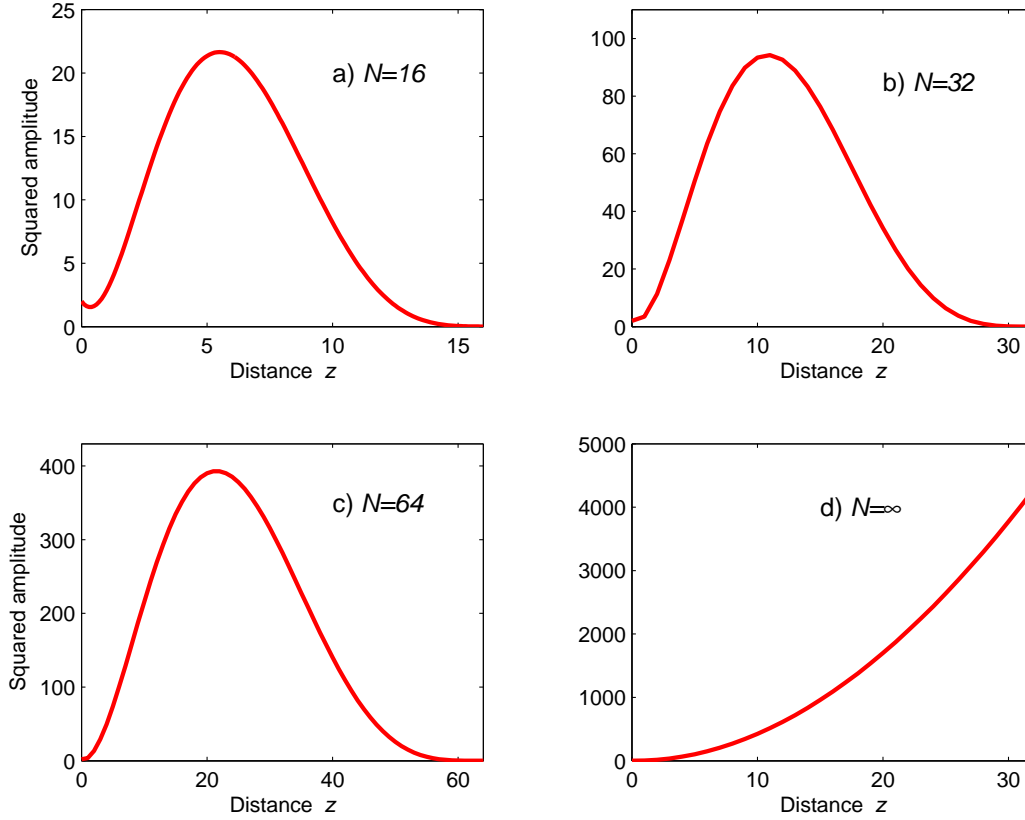 25
20
15
10
5
0
0 5 10 15
Squared amplitude
Distance z
a) N=16
100
80
60
40
20
0
0 10 20 30
Distance z
b) N=32
400
300
200
100
0
0 20 40 60
Squared amplitude
Distance z
c) N=64
5000
4000
3000
2000
1000
0
0 10 20 30
Distance z
d) N=∞